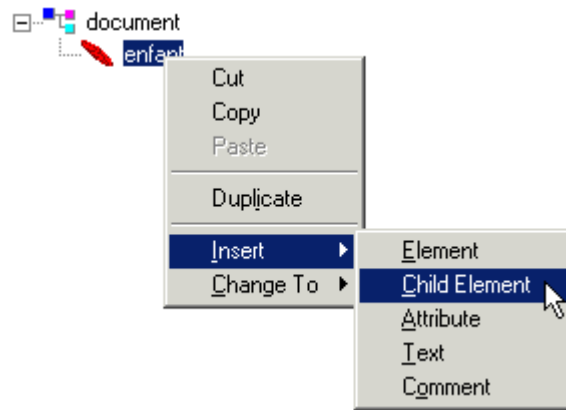 document
enfant
Cut
Copy
Paste
Duplicate
Insert
Change To
Element
Child Element
Attribute
Text
Comment